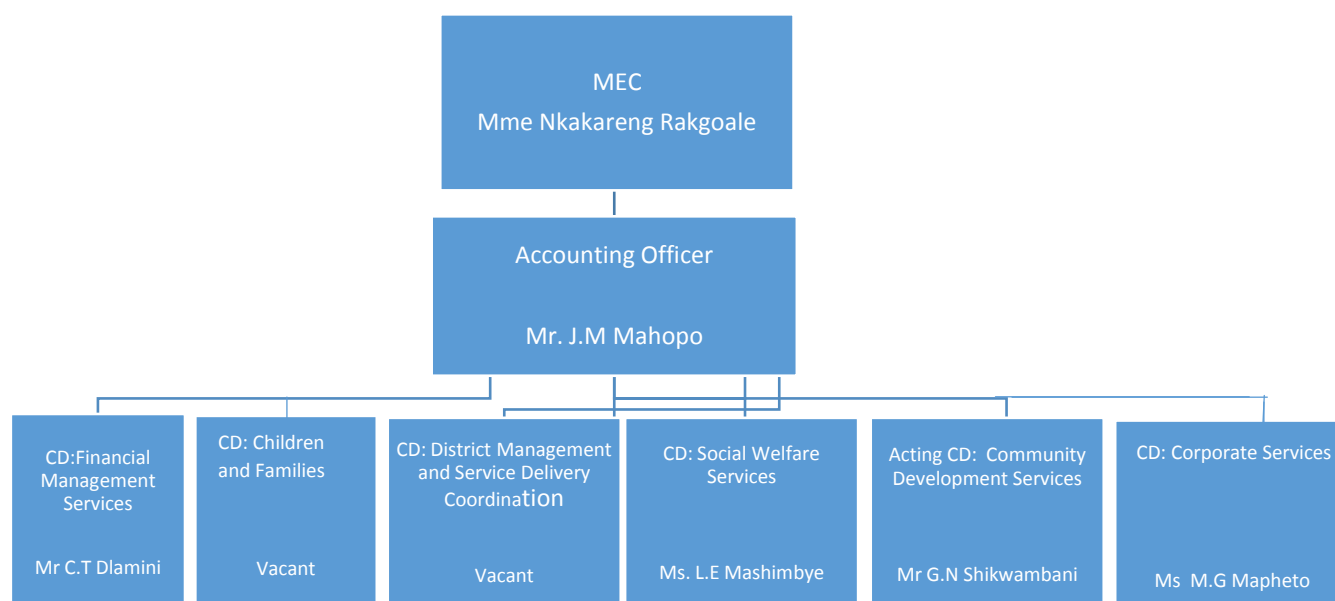 MEC
Mme Nkakareng Rakgoale
Accounting Officer
Mr. J.M Mahopo
CD:Financial
Management
Services
Mr C.T Dlamini
CD: Children
and Families
Vacant
CD: District Management
and Service Delivery
Coordination
Vacant
CD: Social Welfare
Services
Ms. L.E Mashimbye
Acting CD: Community
Development Services
Mr G.N Shikwambani
CD: Corporate Services
Ms M.G Mapheto